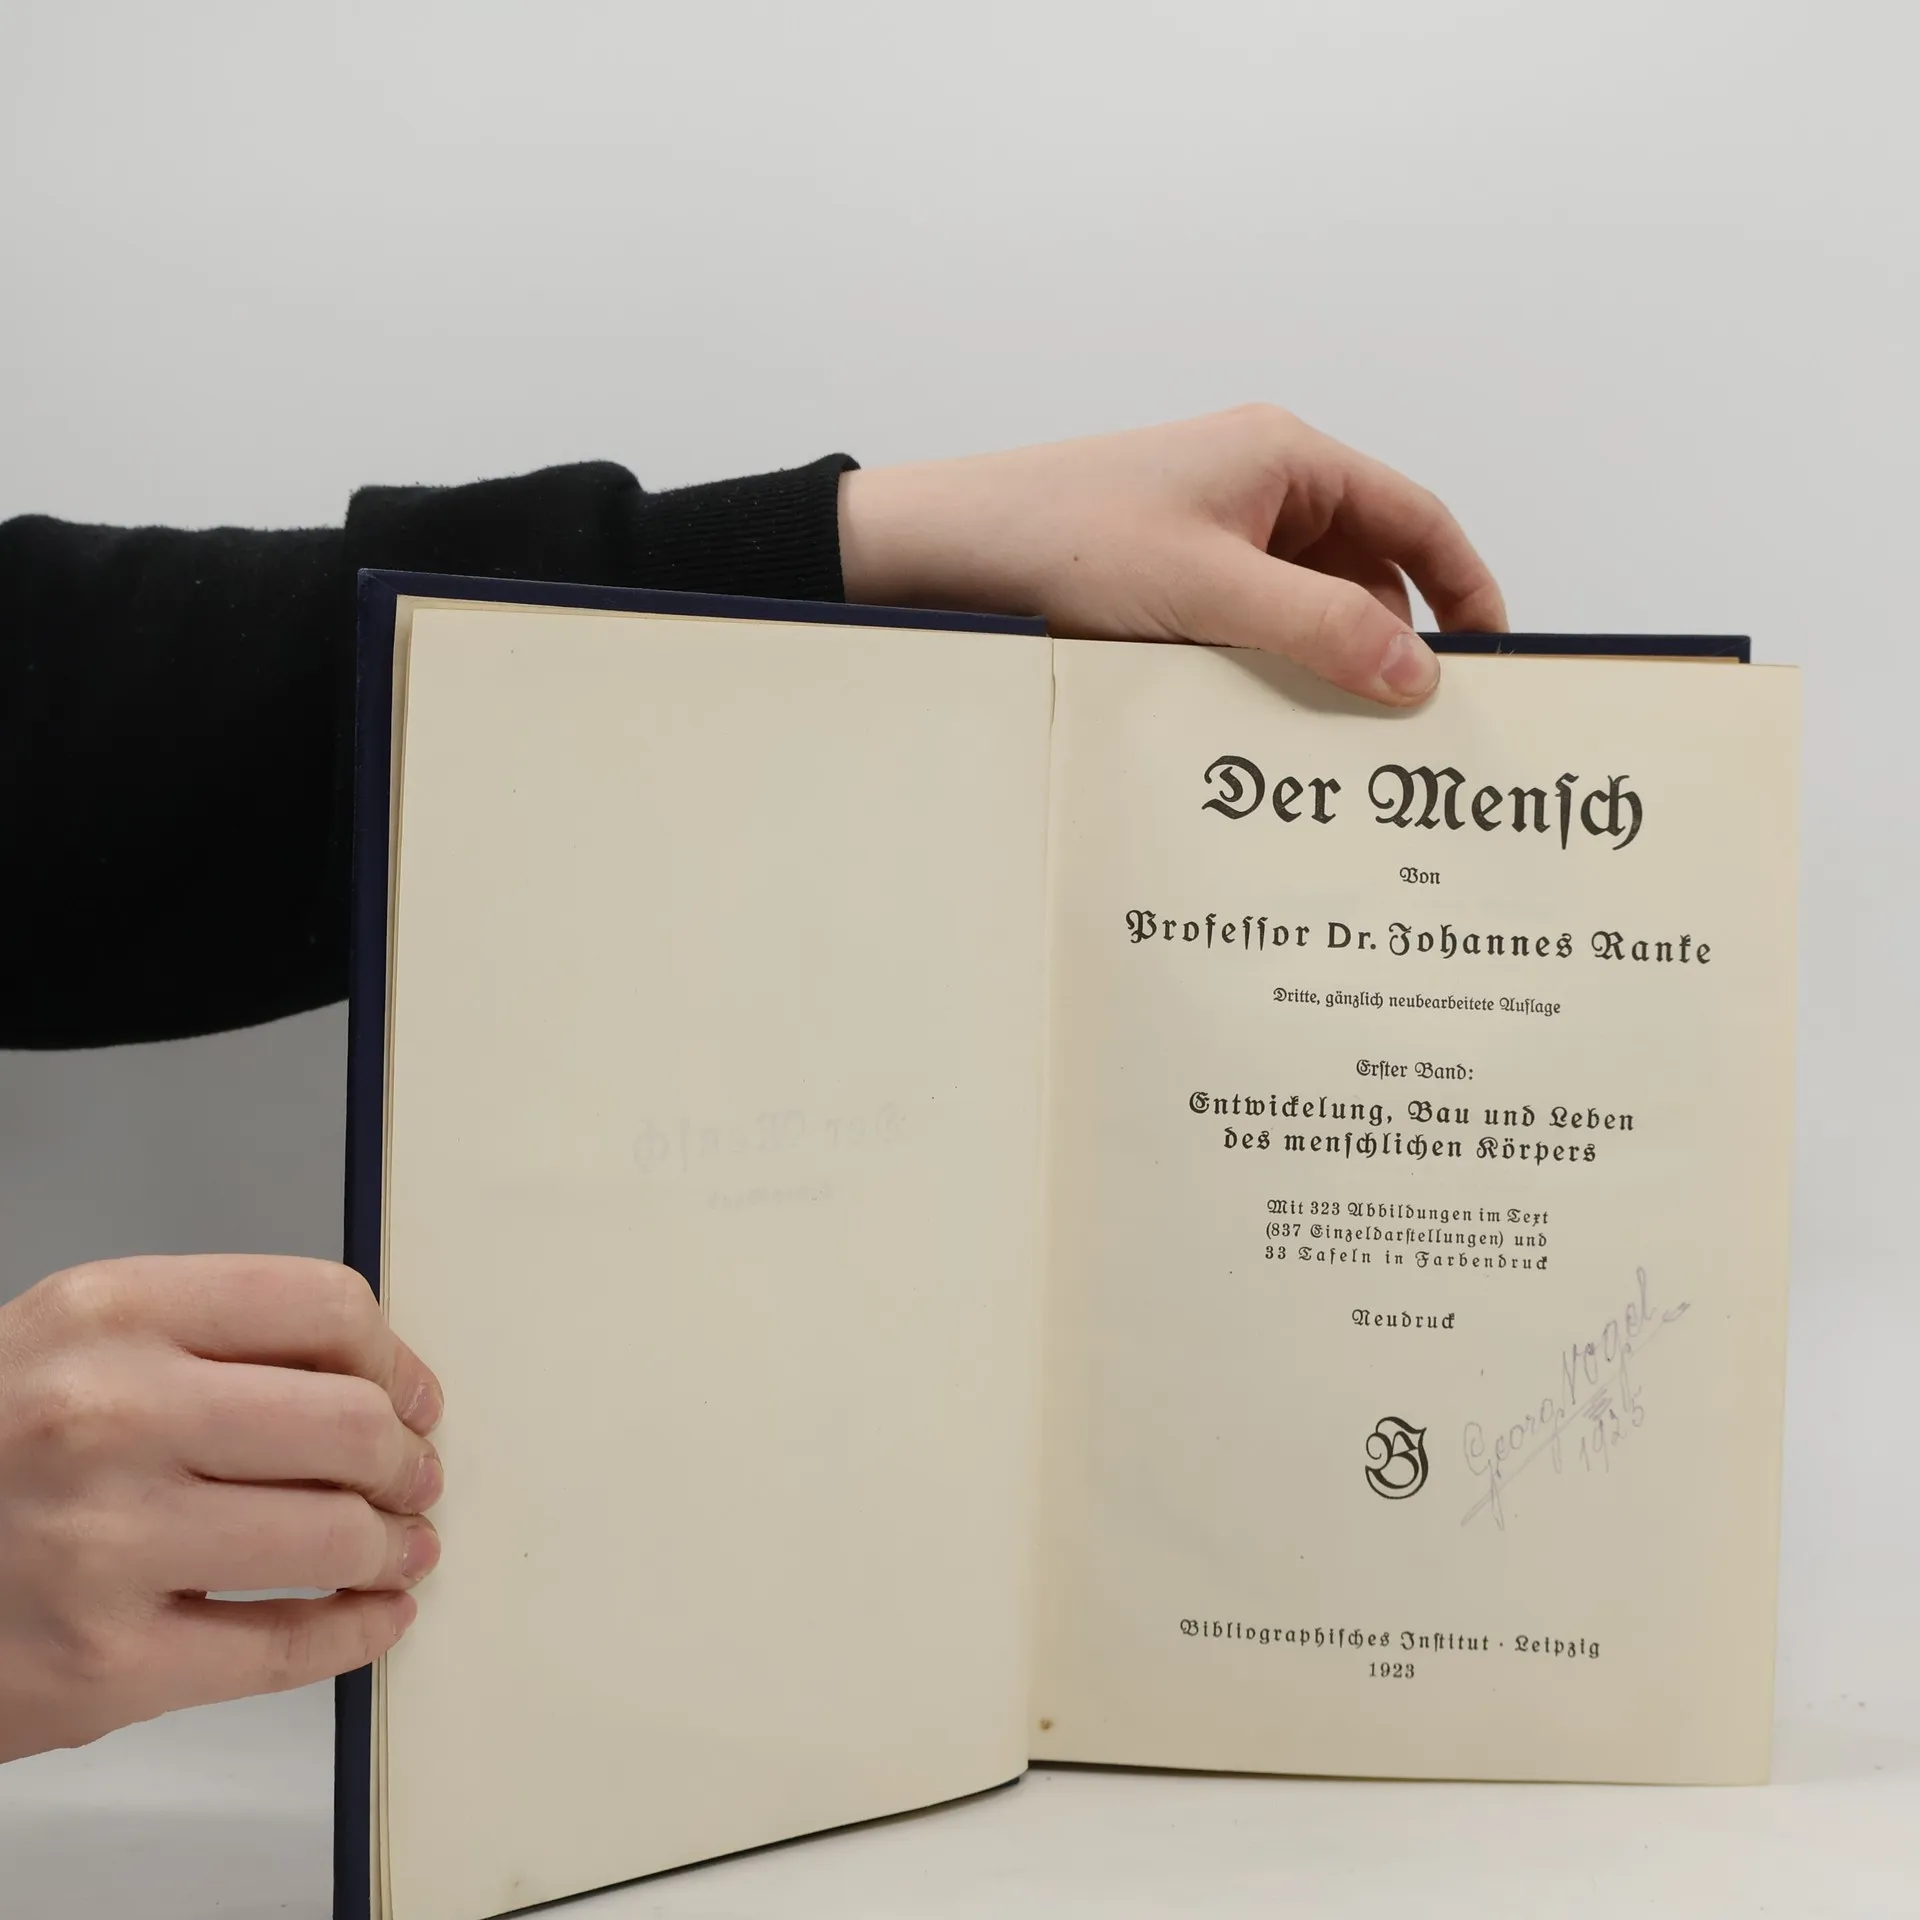 Der Mensch
Von
Professor Dr. Johannes Ranke
Dritte, gänzlich neubearbeitete Auflage
Erster Band:
Entwickelung, Bau und Leben
des menschlichen Körpers
Mit 323 Abbildungen im Text
(837 Einzeldarstellungen) und
33 Tafeln in Farbendruck
Neudruck
Georg Vogel
1925
BJ
Bibliographisches Institut · Leipzig
1923